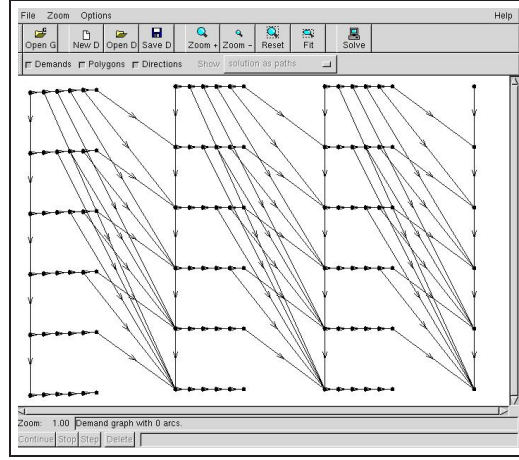 File Zoom Options Help
Open G New D Open D Save D Zoom + Zoom - Reset Fit Solve
Demands Polygons Directions Show solution as paths
Zoom: 1.00 Demand graph with 0 arcs.
Continue Stop Step Delete